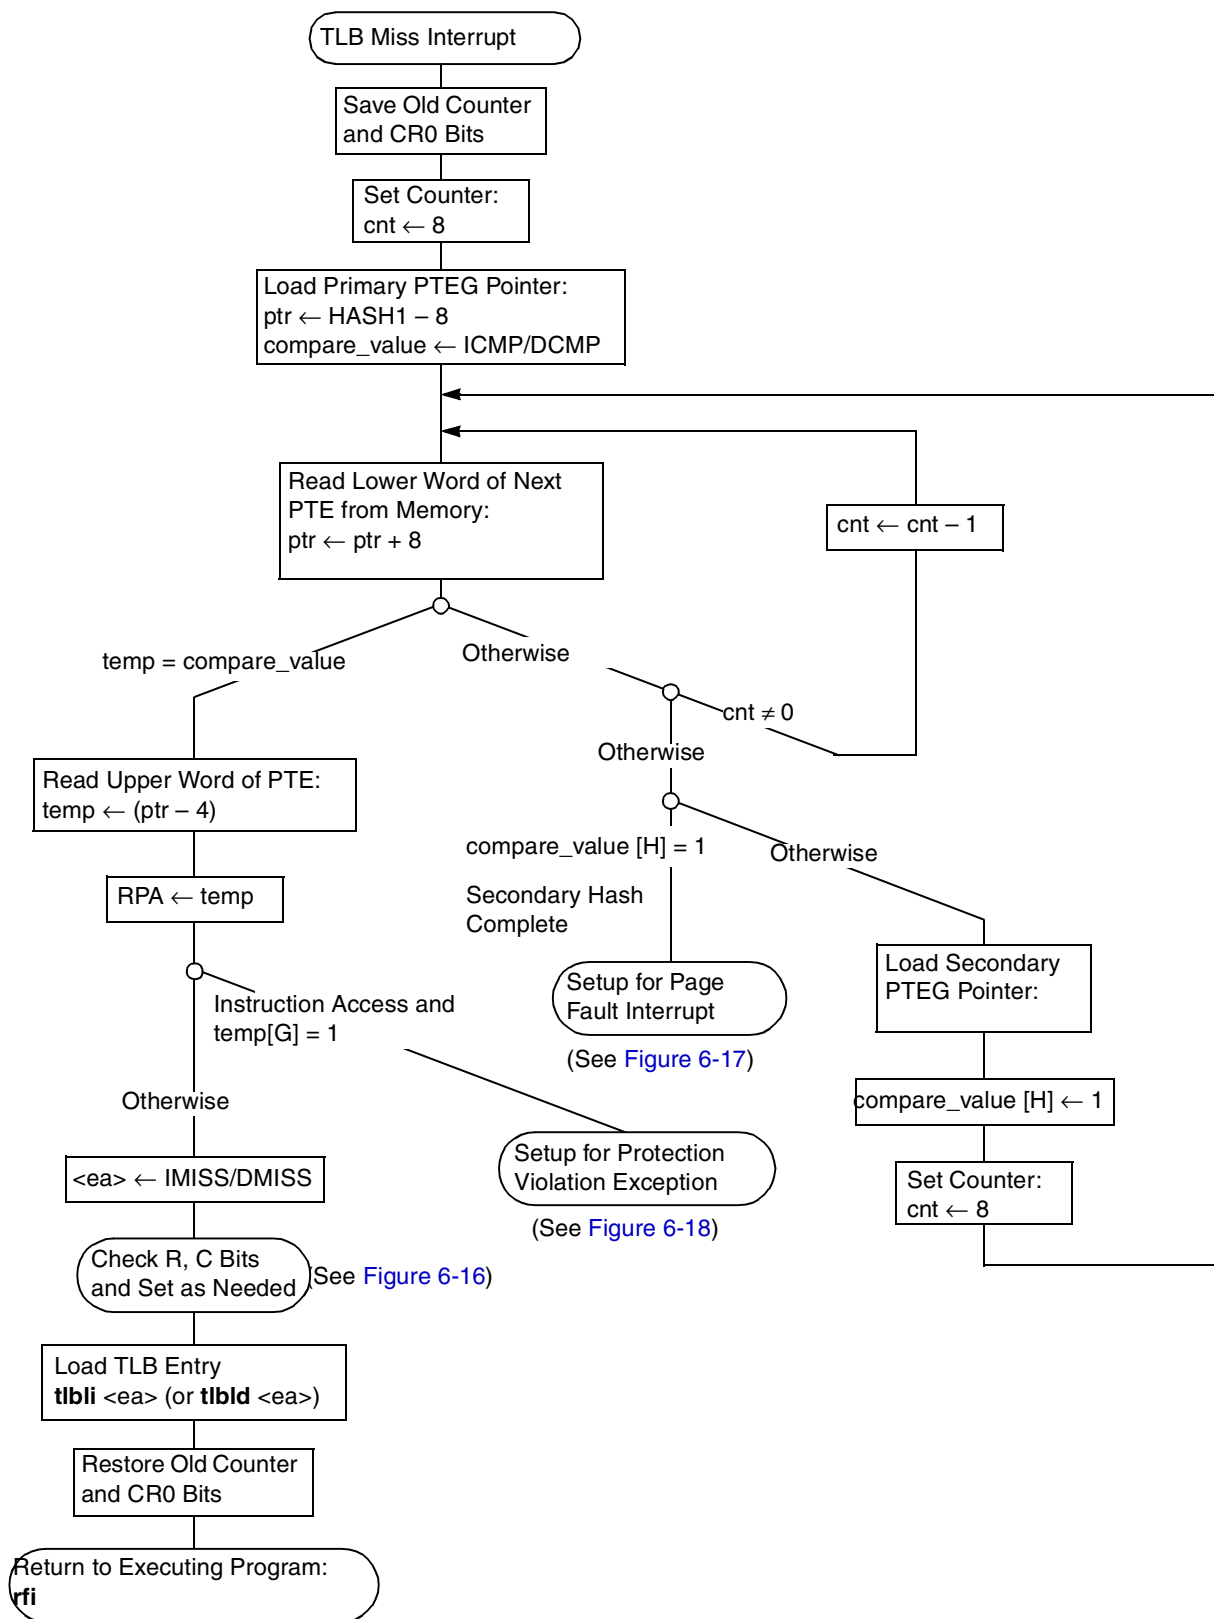 TLB Miss Interrupt
Save Old Counter
and CR0 Bits
Set Counter:
cnt ← 8
Load Primary PTEG Pointer:
ptr ← HASH1 – 8
compare_value ← ICMP/DCMP
Read Lower Word of Next
PTE from Memory:
ptr ← ptr + 8
cnt ← cnt – 1
temp = compare_value
Otherwise
cnt ≠ 0
Otherwise
Read Upper Word of PTE:
temp ← (ptr – 4)
compare_value [H] = 1
Otherwise
RPA ← temp
Secondary Hash
Complete
Load Secondary
PTEG Pointer:
Setup for Page
Fault Interrupt
(See Figure 6-17)
Instruction Access and
temp[G] = 1
Otherwise
compare_value [H] ← 1
Setup for Protection
Violation Exception
(See Figure 6-18)
<ea> ← IMISS/DMISS
Set Counter:
cnt ← 8
Check R, C Bits
and Set as Needed
(See Figure 6-16)
Load TLB Entry
tlbli <ea> (or tlbld <ea>)
Restore Old Counter
and CR0 Bits
Return to Executing Program:
rfi